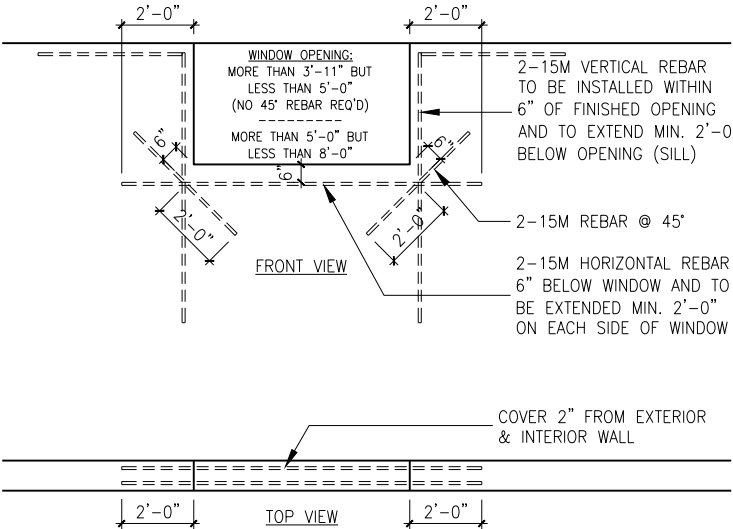 2'-0"
2'-0"
WINDOW OPENING:
MORE THAN 3'-11" BUT
LESS THAN 5'-0"
(NO 45° REBAR REQ'D)
MORE THAN 5'-0" BUT
LESS THAN 8'-0"
2-15M VERTICAL REBAR
TO BE INSTALLED WITHIN
6" OF FINISHED OPENING
AND TO EXTEND MIN. 2'-0
BELOW OPENING (SILL)
6"
6"
6"
2'-0"
2'-0"
2-15M REBAR @ 45°
FRONT VIEW
2-15M HORIZONTAL REBAR
6" BELOW WINDOW AND TO
BE EXTENDED MIN. 2'-0"
ON EACH SIDE OF WINDOW
COVER 2" FROM EXTERIOR
& INTERIOR WALL
2'-0"
TOP VIEW
2'-0"